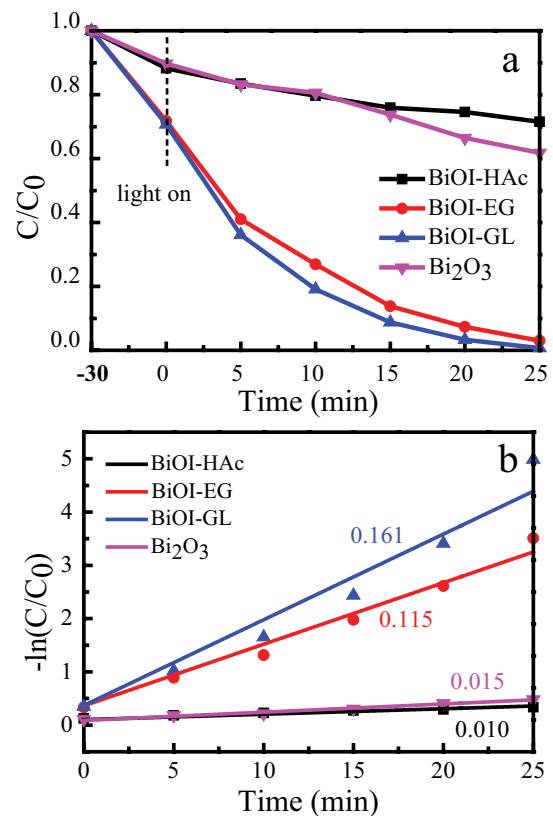 a
1.0
0.8
0.6
0.4
0.2
0.0
C/C0
light on
BiOI-HAc
BiOI-EG
BiOI-GL
Bi₂O₃
-30 0 5 10 15 20 25
Time (min)
b
5
4
3
2
1
0
-ln(C/C0)
BiOI-HAc
BiOI-EG
BiOI-GL
Bi₂O₃
0.161
0.115
0.015
0.010
0 5 10 15 20 25
Time (min)